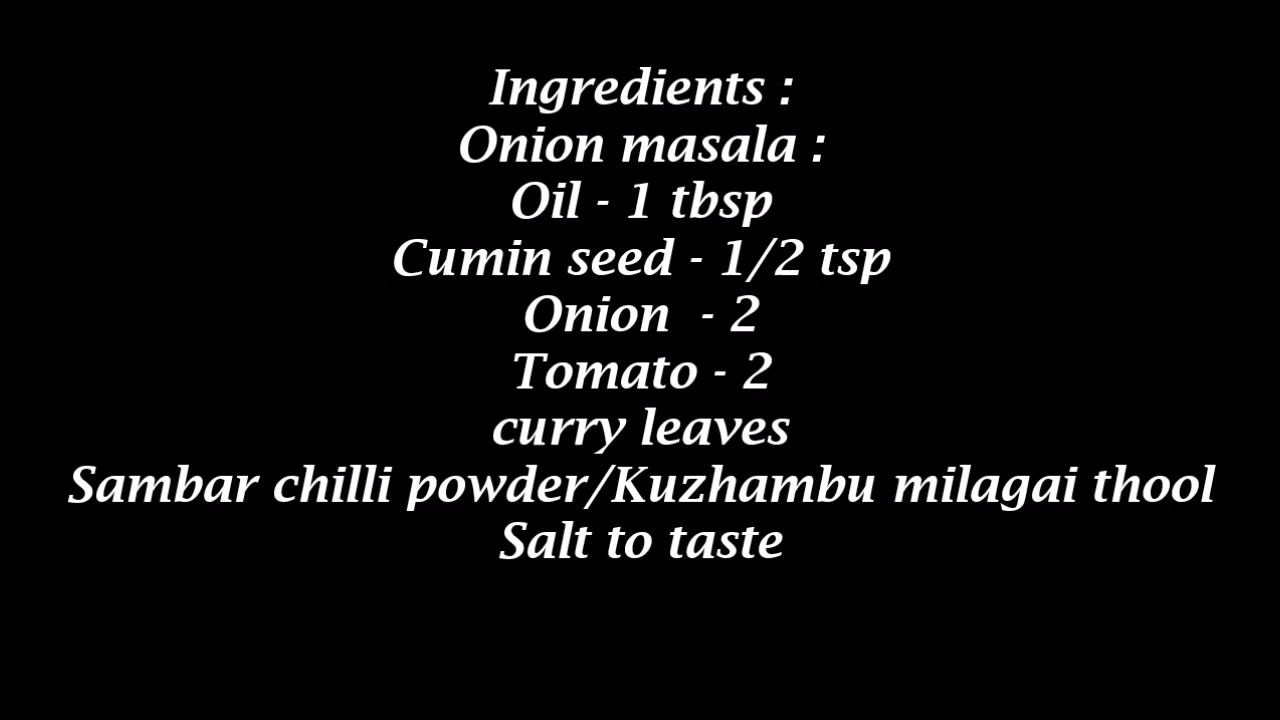 Ingredients :
Onion masala :
Oil - 1 tbsp
Cumin seed - 1/2 tsp
Onion  - 2
Tomato - 2
curry leaves
Sambar chilli powder/Kuzhambu milagai thool
Salt to taste